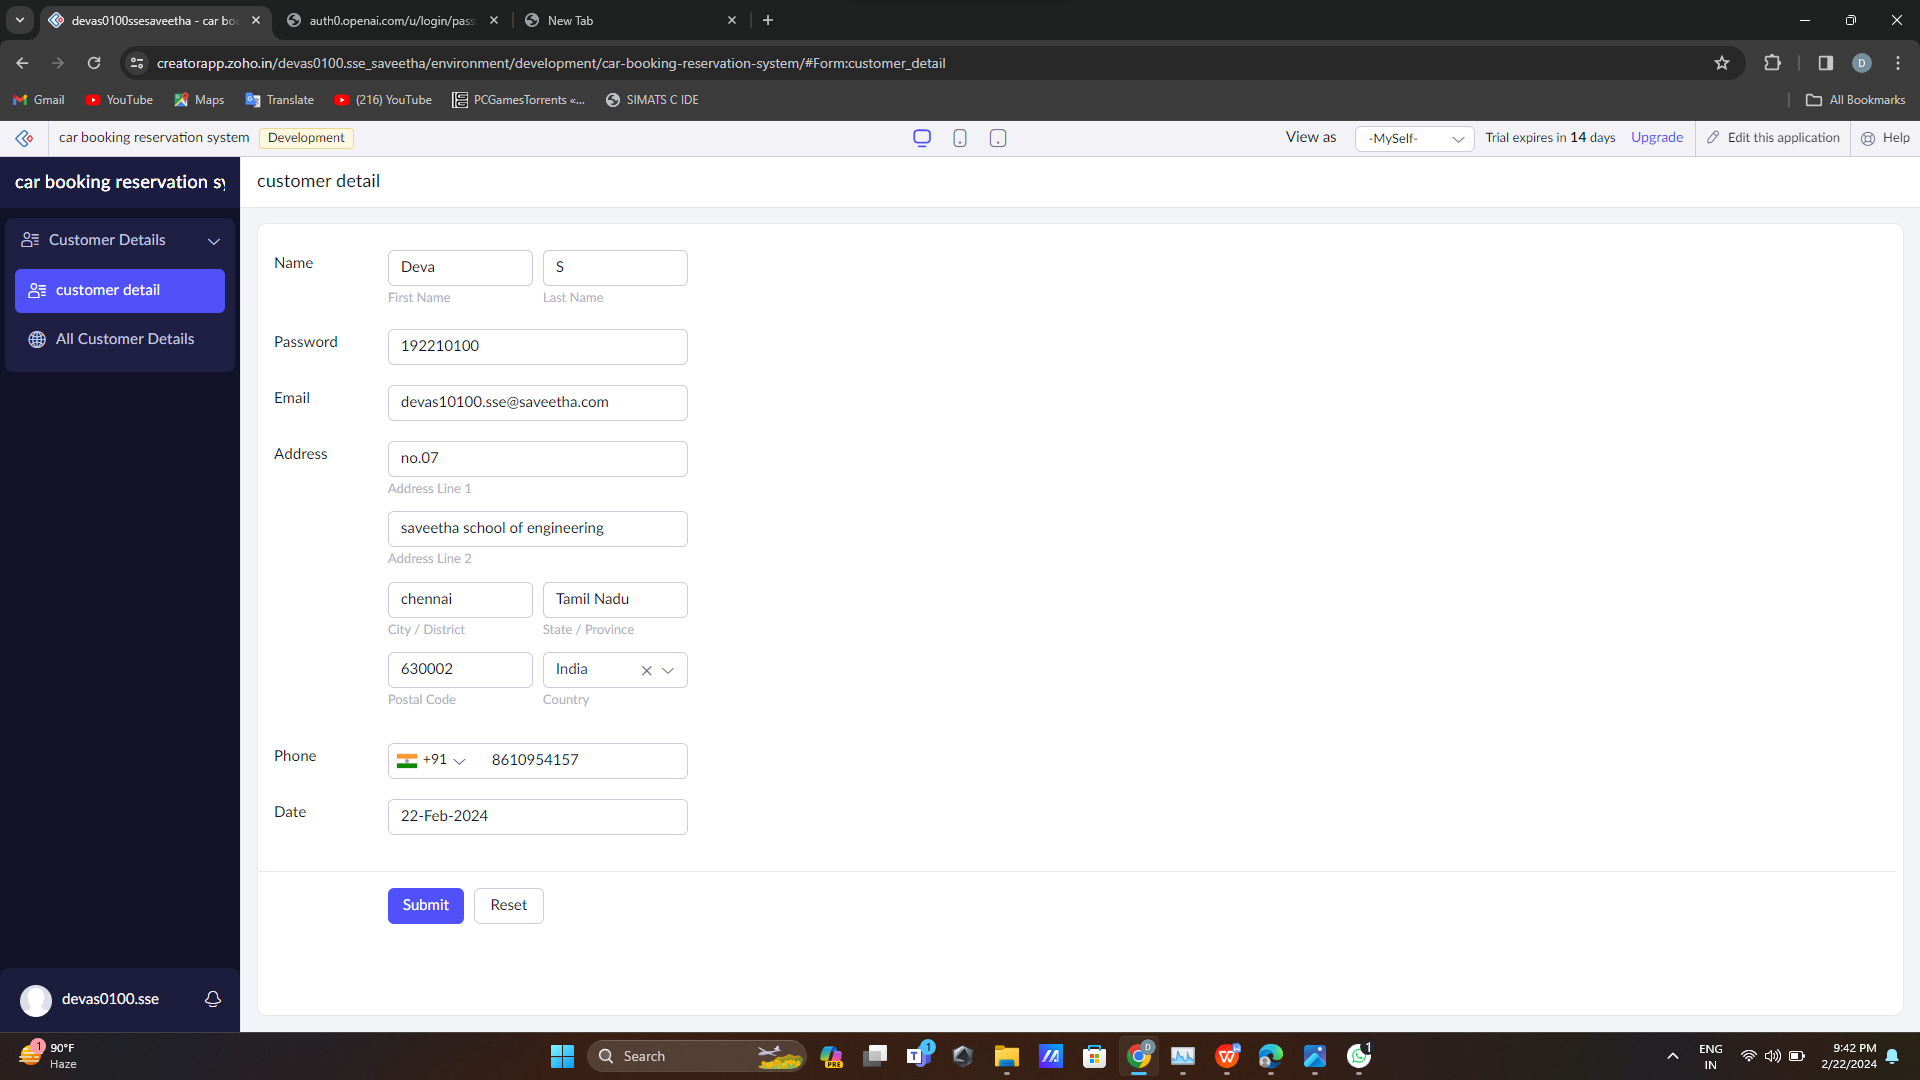 devas0100ssesaveetha - car bo
auth0.openai.com/u/login/pas
New Tab
creatorapp.zoho.in/devas0100.sse_saveetha/environment/development/car-booking-reservation-system/#Form:customer_detail
D
Gmail
YouTube
Maps
Translate
(216) YouTube
PCGamesTorrents «...
SIMATS C IDE
All Bookmarks
car booking reservation system
Development
View as
-MySelf-
Trial expires in 14 days
Upgrade
Edit this application
Help
car booking reservation sy
customer detail
Customer Details
customer detail
All Customer Details
Name
Deva
S
First Name
Last Name
Password
192210100
Email
devas10100.sse@saveetha.com
Address
no.07
Address Line 1
saveetha school of engineering
Address Line 2
chennai
Tamil Nadu
City / District
State / Province
630002
India
Postal Code
Country
Phone
+91
8610954157
Date
22-Feb-2024
Submit
Reset
devas0100.sse
1
90°F
Haze
Search
PRE
1
D
1
ENG
IN
9:42 PM
2/22/2024